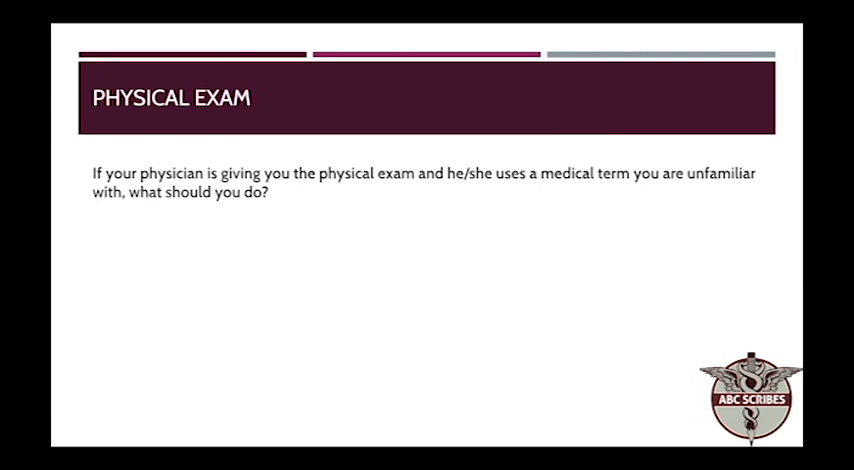 PHYSICAL EXAM
If your physician is giving you the physical exam and he/she uses a medical term you are unfamiliar
with, what should you do?
ABC SCRIBES